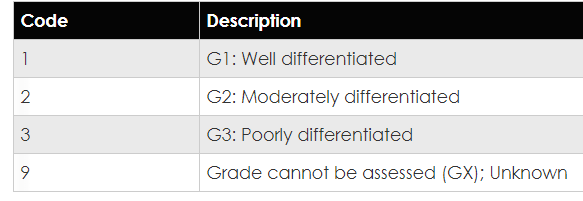 Code Description
1 G1: Well differentiated
2 G2: Moderately differentiated
3 G3: Poorly differentiated
9 Grade cannot be assessed (GX); Unknown